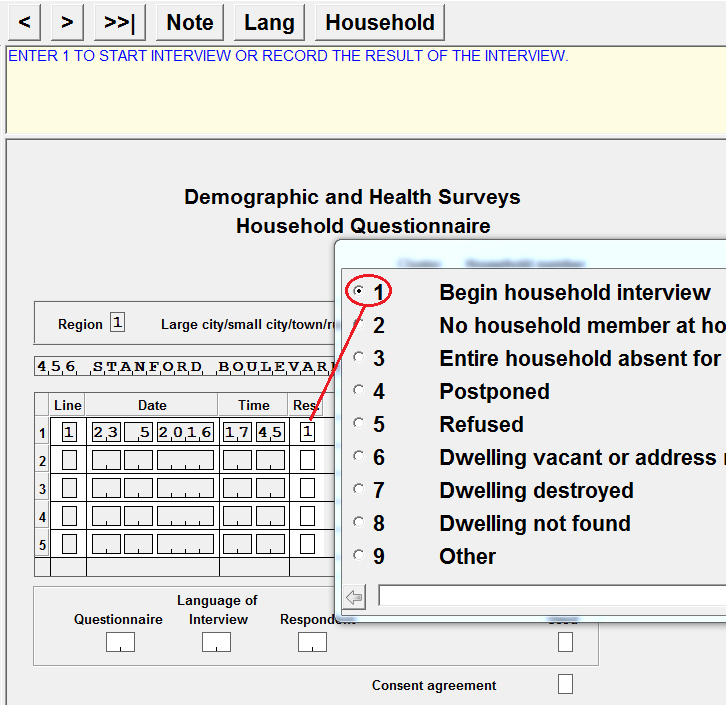 < > >>| Note Lang Household
ENTER 1 TO START INTERVIEW OR RECORD THE RESULT OF THE INTERVIEW.
Demographic and Health Surveys
Household Questionnaire
Region 1 Large city/small city/town/
456 STANFORD BOULEVAR
Line Date Time Res.
1 1 23 5 2016 17 45 1
2
3
4
5
1 Begin household interview
2 No household member at
3 Entire household absent for
4 Postponed
5 Refused
6 Dwelling vacant or address
7 Dwelling destroyed
8 Dwelling not found
9 Other
Language of
Questionnaire Interview Respondent
Consent agreement